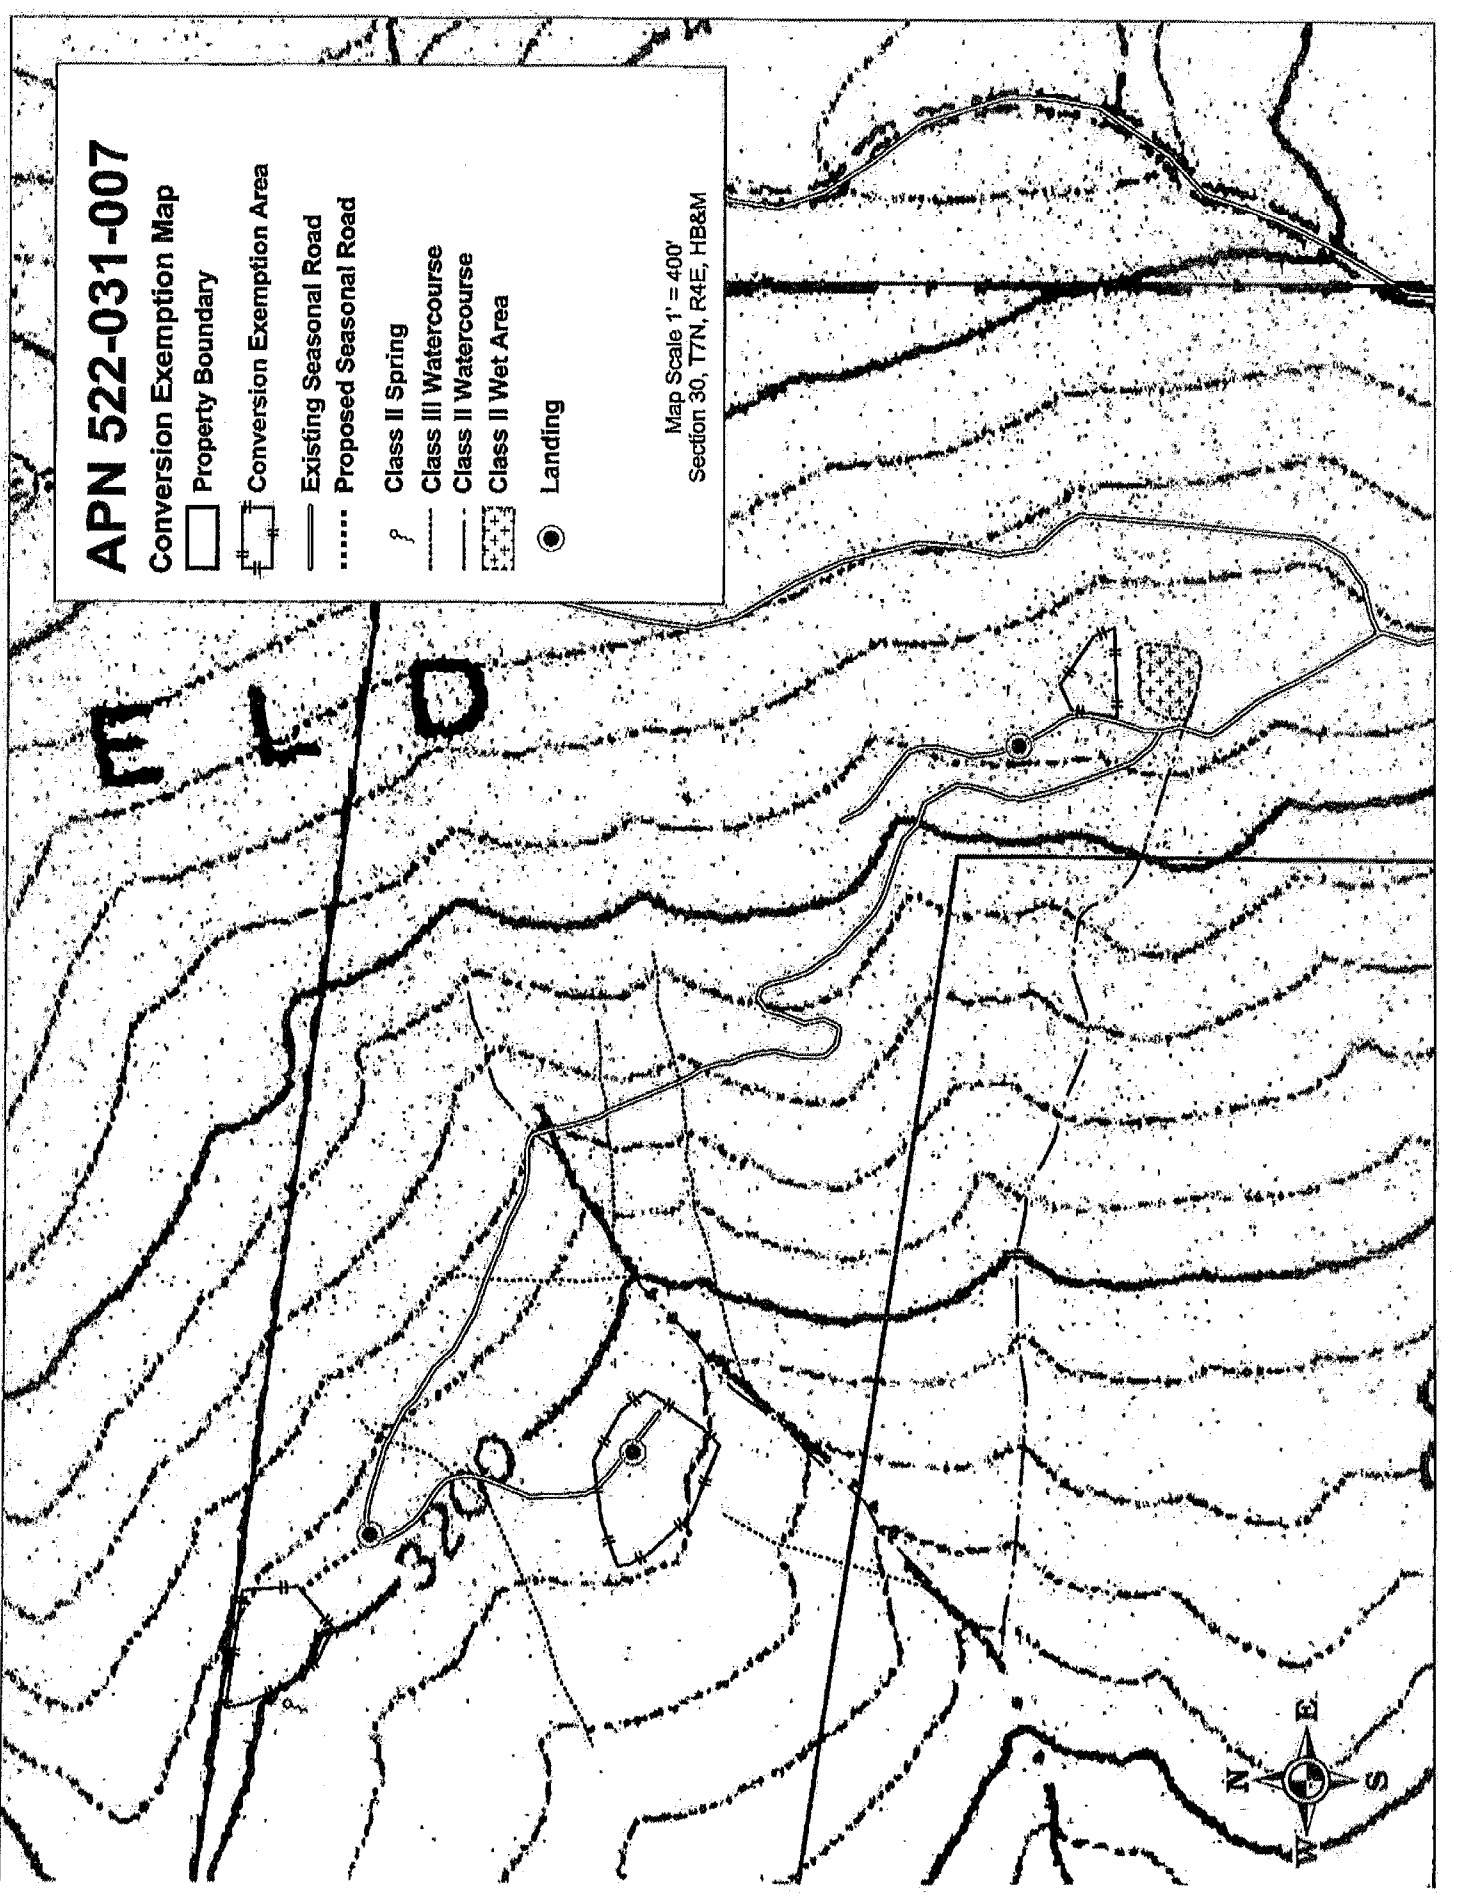 APN 522-031-007
Conversion Exemption Map
Property Boundary
Conversion Exemption Area
Existing Seasonal Road
Proposed Seasonal Road
Class II Spring
Class III Watercourse
Class II Watercourse
Class II Wet Area
Landing
Map Scale 1' = 400'
Section 30, T7N, R4E, HB&M
E L D
3200
N
W E
S